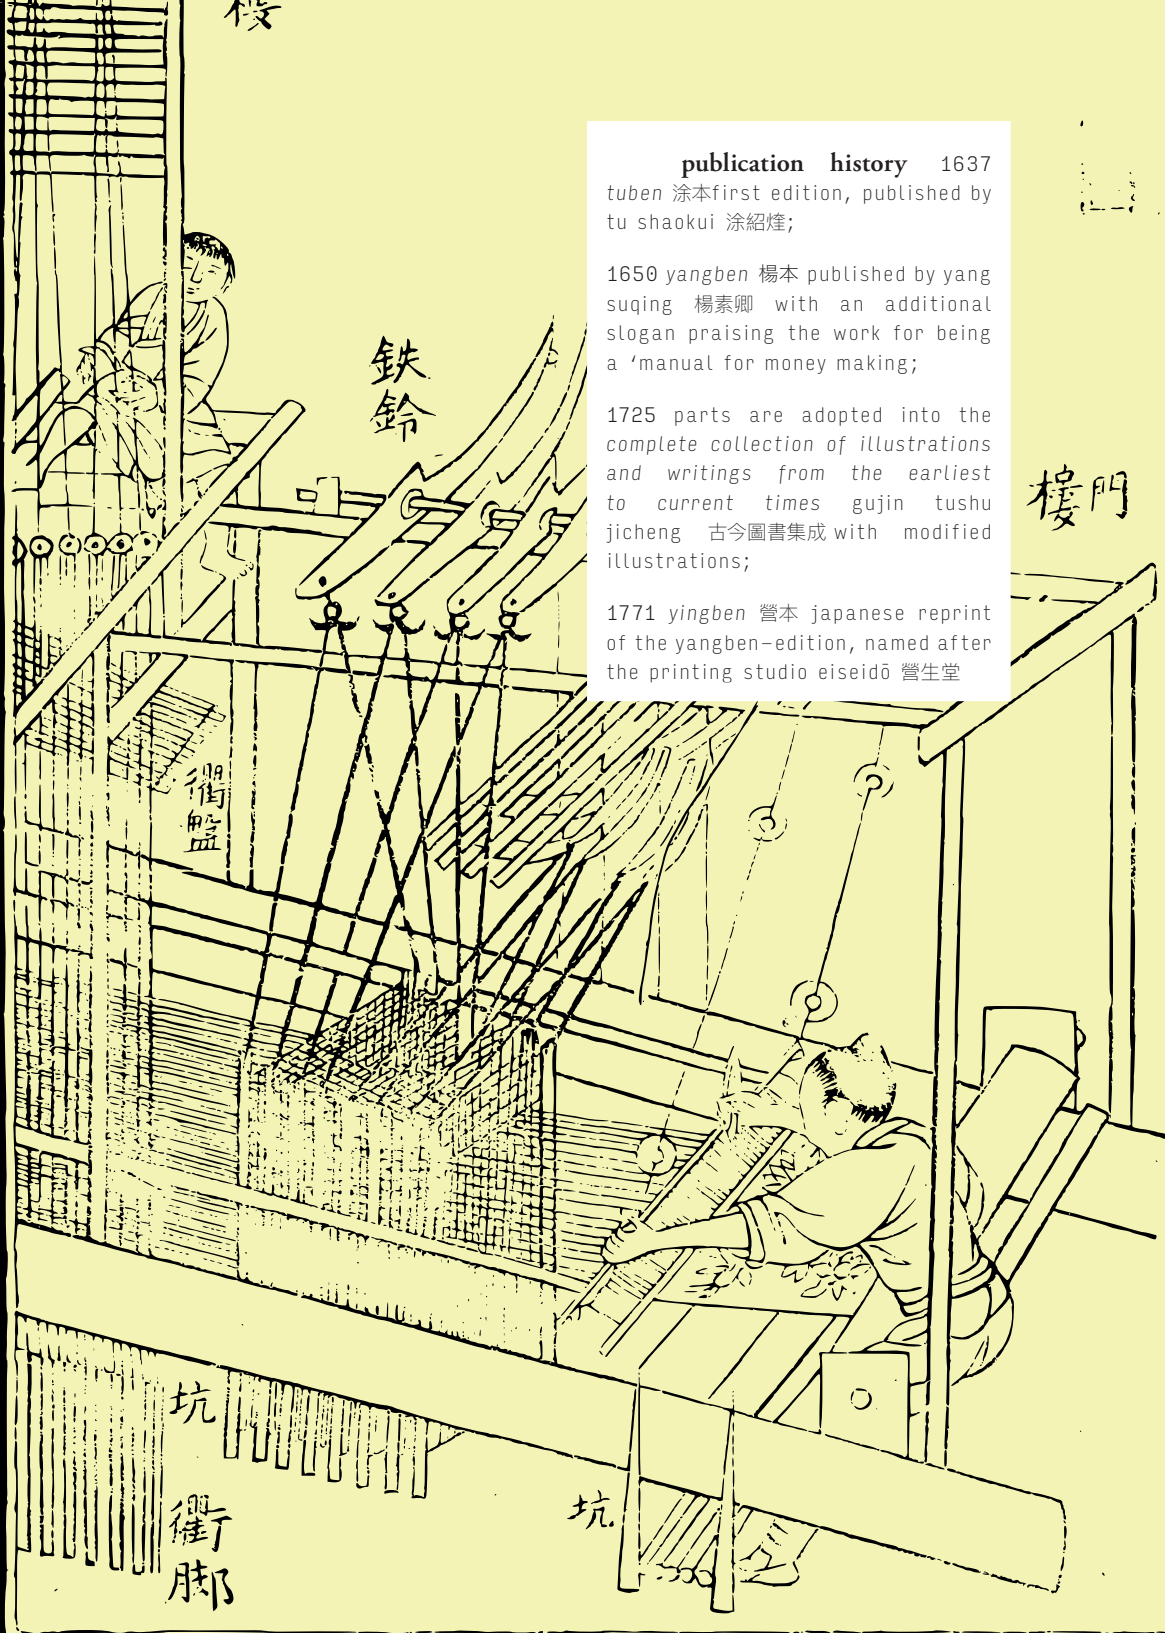 publication history 1637
tuben 涂本first edition, published by
tu shaokui 涂紹煃;
1650 yangben 楊本 published by yang
suqing 楊素卿 with an additional
slogan praising the work for being
a ‘manual for money making;
1725 parts are adopted into the
complete collection of illustrations
and writings from the earliest
to current times gujin tushu
jicheng 古今圖書集成 with modified
illustrations;
1771 yingben 營本 japanese reprint
of the yangben–edition, named after
the printing studio eiseidō 營生堂
鉄鈴
樓門
衢盤
坑
衢脚
坑